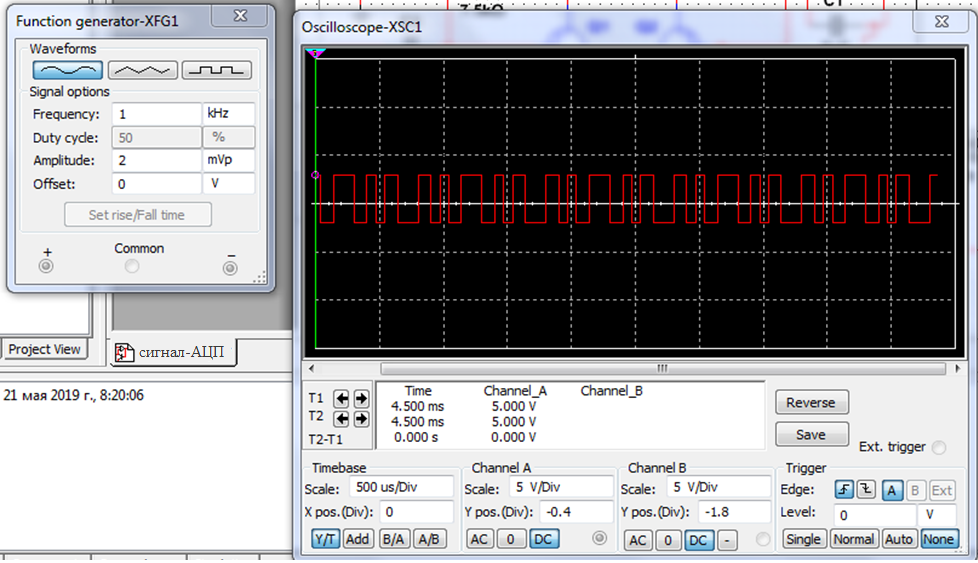 Function generator-XFG1
Waveforms
Signal options
Frequency: 1 kHz
Duty cycle: 50 %
Amplitude: 2 mVp
Offset: 0 V
Set rise/Fall time
+ Common −
Project View
сигнал-АЦП
21 мая 2019 г., 8:20:06
7.5kΩ
Oscilloscope-XSC1
Time Channel_A Channel_B
T1 4.500 ms 5.000 V
T2 4.500 ms 5.000 V
T2-T1 0.000 s 0.000 V
Reverse
Save
Ext. trigger
Timebase
Scale: 500 us/Div
X pos.(Div): 0
Y/T Add B/A A/B
Channel A
Scale: 5 V/Div
Y pos.(Div): -0.4
AC 0 DC
Channel B
Scale: 5 V/Div
Y pos.(Div): -1.8
AC 0 DC -
Trigger
Edge: A B Ext
Level: 0 V
Single Normal Auto None